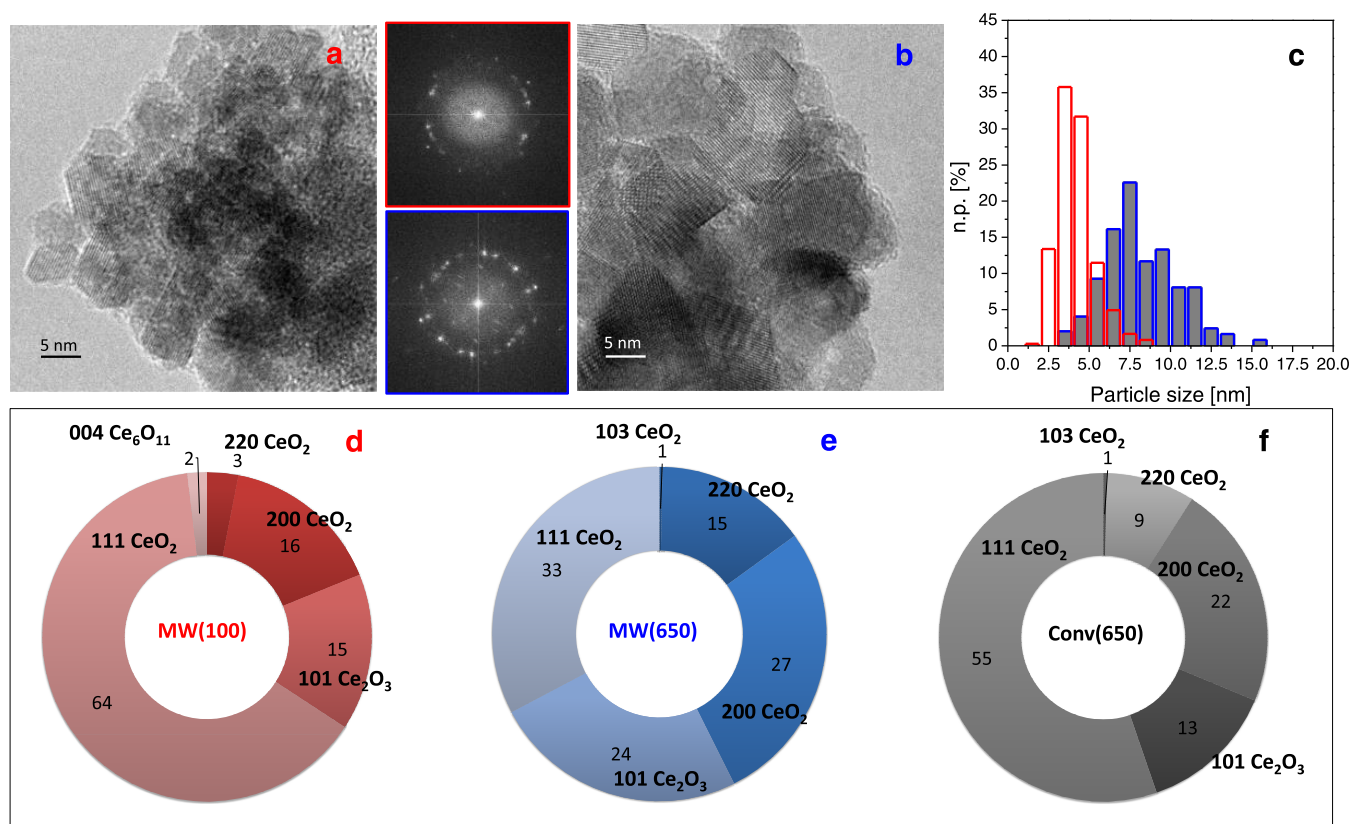 a
5 nm
b
5 nm
c
n.p. [%]
45
40
35
30
25
20
15
10
5
0
0.0 2.5 5.0 7.5 10.0 12.5 15.0 17.5 20.0
Particle size [nm]
d
004 Ce₆O₁₁
2
220 CeO₂
3
200 CeO₂
16
111 CeO₂
MW(100)
15
101 Ce₂O₃
64
e
103 CeO₂
1
220 CeO₂
15
111 CeO₂
33
MW(650)
27
200 CeO₂
24
101 Ce₂O₃
f
103 CeO₂
1
220 CeO₂
9
111 CeO₂
200 CeO₂
22
Conv(650)
55
13
101 Ce₂O₃